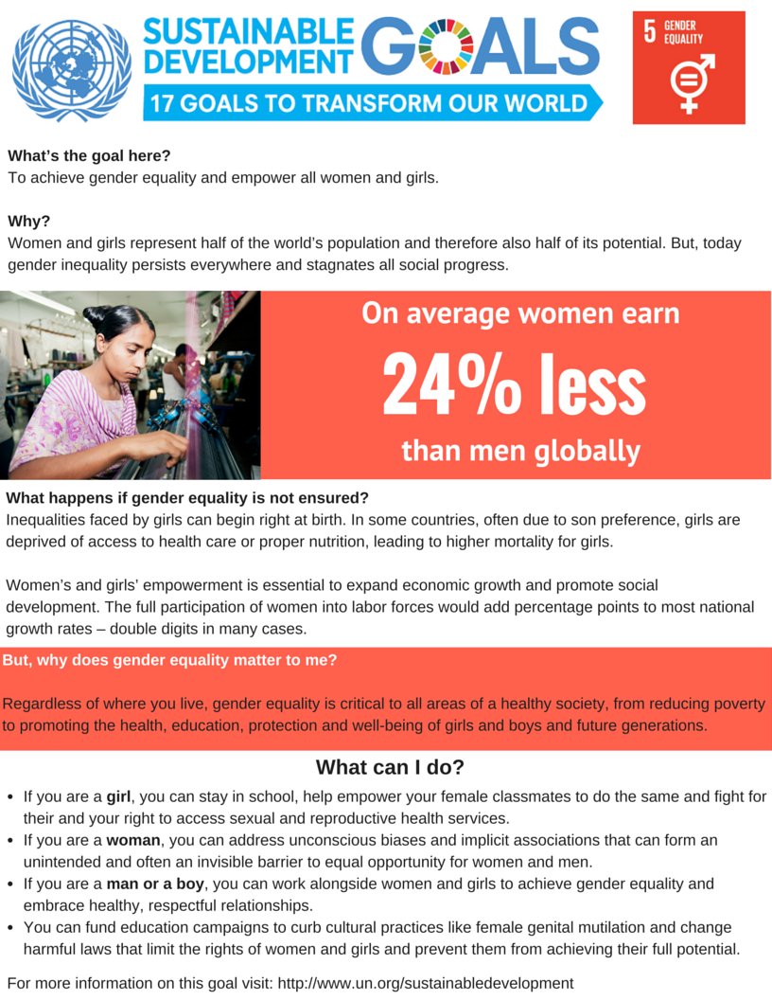 SUSTAINABLE
DEVELOPMENT
GOALS
17 GOALS TO TRANSFORM OUR WORLD
5 GENDER
EQUALITY
What's the goal here?
To achieve gender equality and empower all women and girls.
Why?
Women and girls represent half of the world's population and therefore also half of its potential. But, today
gender inequality persists everywhere and stagnates all social progress.
On average women earn
24% less
than men globally
What happens if gender equality is not ensured?
Inequalities faced by girls can begin right at birth. In some countries, often due to son preference, girls are
deprived of access to health care or proper nutrition, leading to higher mortality for girls.
Women's and girls' empowerment is essential to expand economic growth and promote social
development. The full participation of women into labor forces would add percentage points to most national
growth rates – double digits in many cases.
But, why does gender equality matter to me?
Regardless of where you live, gender equality is critical to all areas of a healthy society, from reducing poverty
to promoting the health, education, protection and well-being of girls and boys and future generations.
What can I do?
• If you are a girl, you can stay in school, help empower your female classmates to do the same and fight for
their and your right to access sexual and reproductive health services.
• If you are a woman, you can address unconscious biases and implicit associations that can form an
unintended and often an invisible barrier to equal opportunity for women and men.
• If you are a man or a boy, you can work alongside women and girls to achieve gender equality and
embrace healthy, respectful relationships.
• You can fund education campaigns to curb cultural practices like female genital mutilation and change
harmful laws that limit the rights of women and girls and prevent them from achieving their full potential.
For more information on this goal visit: http://www.un.org/sustainabledevelopment